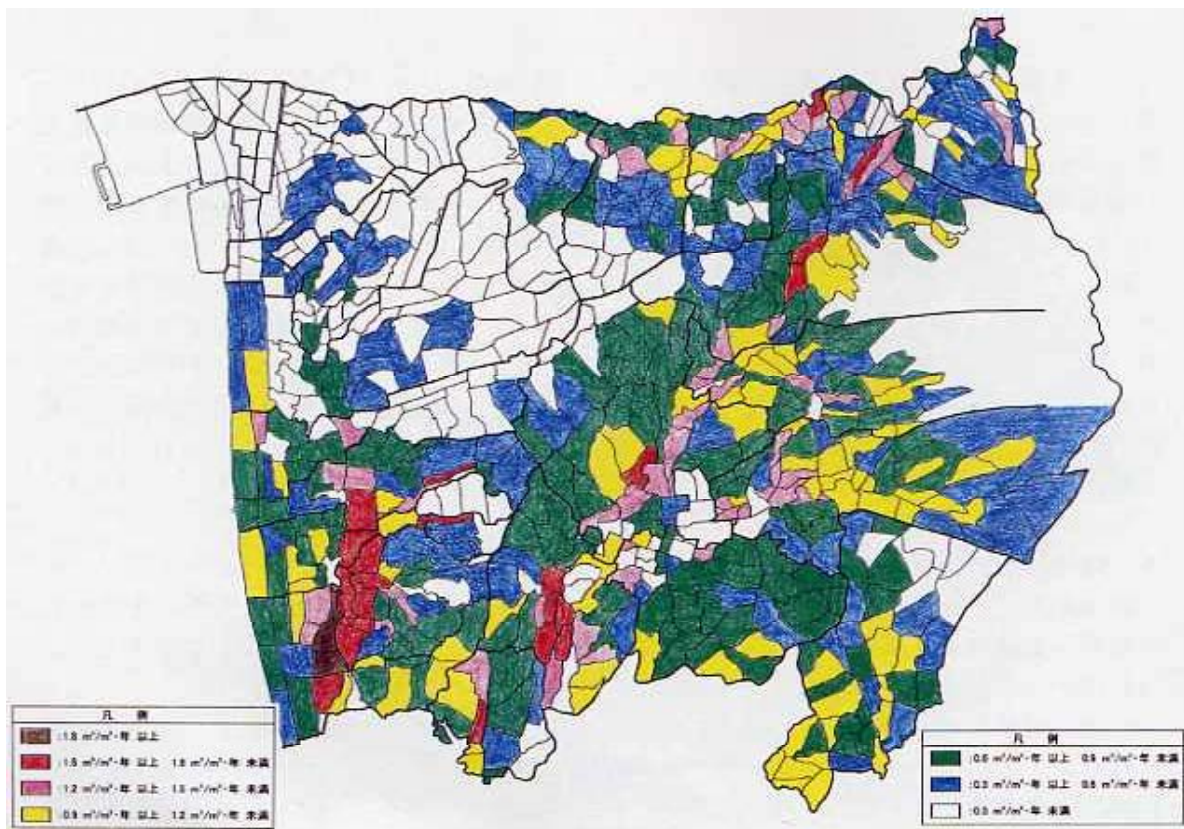 凡 例
:1.8 m³/m²·年 以上
:1.5 m³/m²·年 以上 1.8 m³/m²·年 未満
:1.2 m³/m²·年 以上 1.5 m³/m²·年 未満
:0.9 m³/m²·年 以上 1.2 m³/m²·年 未満
凡 例
:0.6 m³/m²·年 以上 0.9 m³/m²·年 未満
:0.3 m³/m²·年 以上 0.6 m³/m²·年 未満
:0.3 m³/m²·年 未満